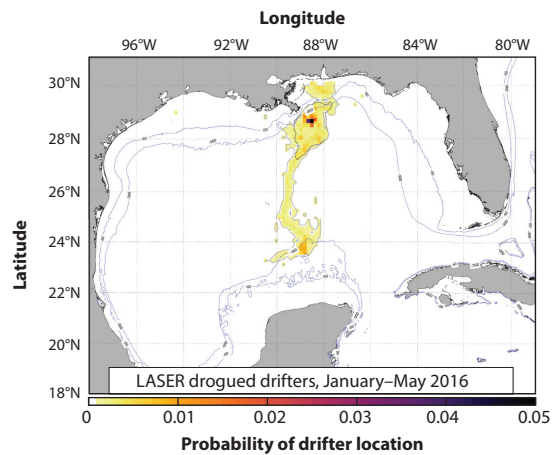 Longitude
96°W 92°W 88°W 84°W 80°W
30°N
28°N
26°N
24°N
22°N
20°N
18°N
Latitude
LASER drogued drifters, January–May 2016
0 0.01 0.02 0.03 0.04 0.05
Probability of drifter location